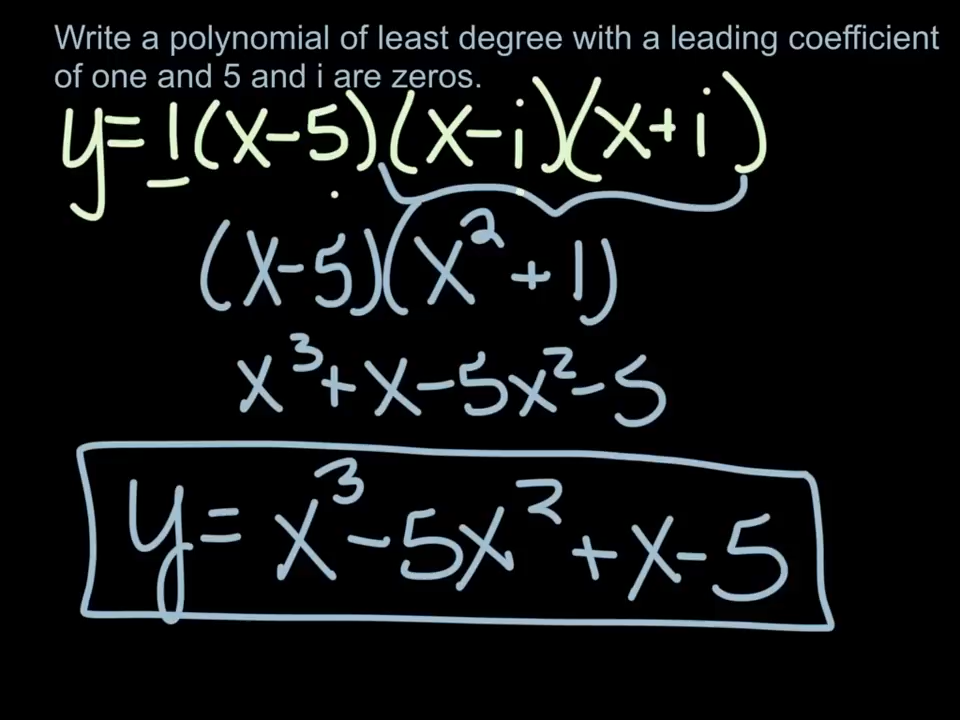 Write a polynomial of least degree with a leading coefficient
of one and 5 and i are zeros.
y=1(x-5)(x-i)(x+i)
(x-5)(x²+1)
x³+x-5x²-5
y=x³-5x²+x-5